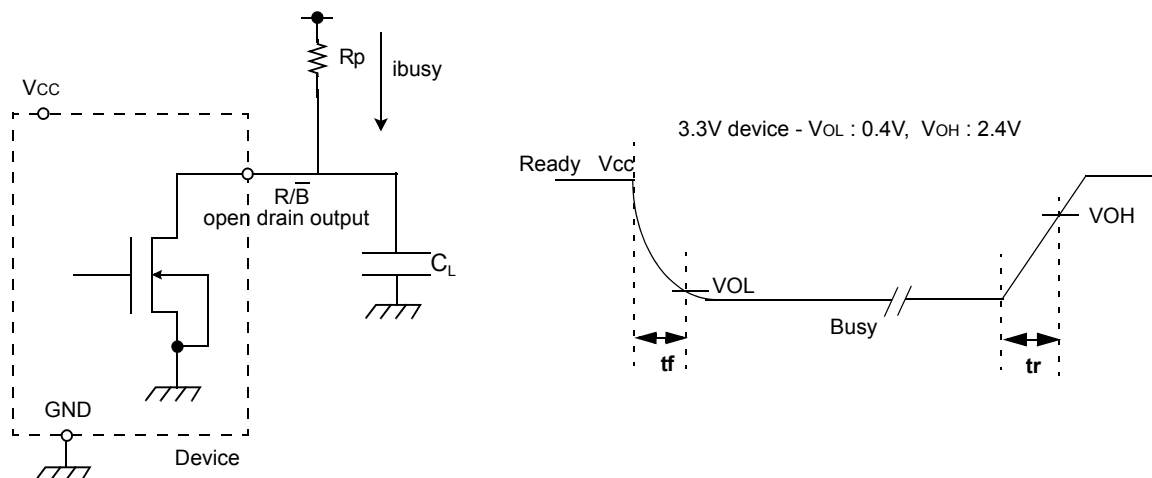 Rp
ibusy
VCC
R/B̅
open drain output
CL
GND
Device
3.3V device - VOL : 0.4V, VOH : 2.4V
Ready Vcc
VOH
VOL
Busy
tf
tr